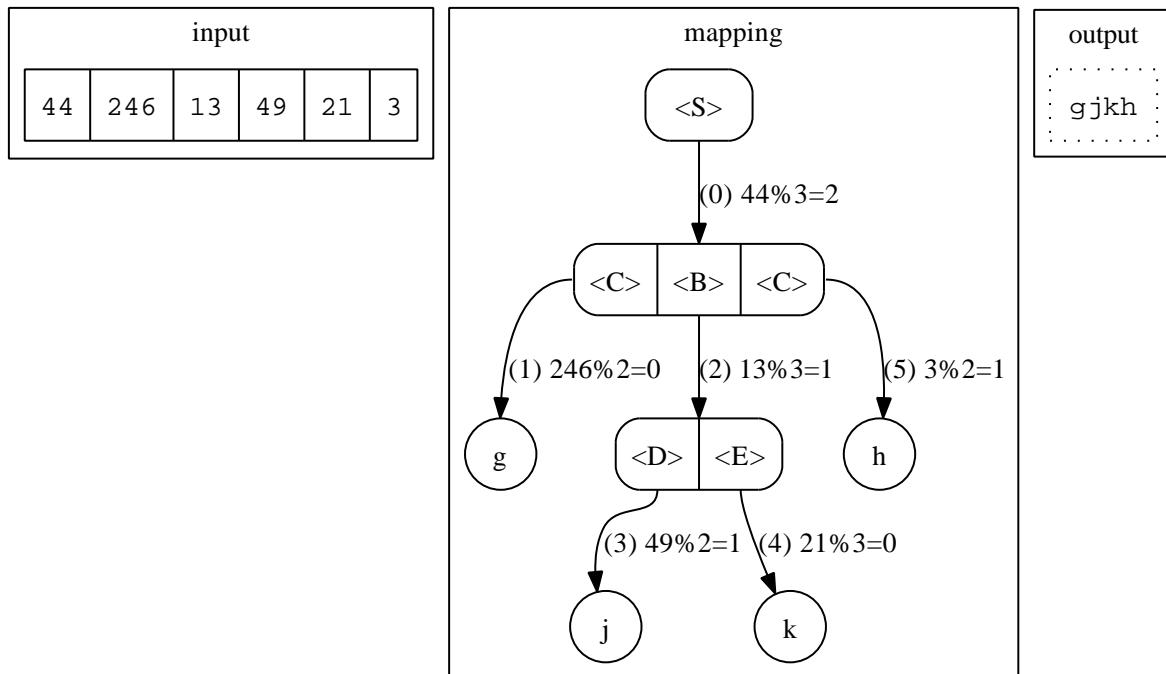 input
mapping
output
44 246 13 49 21 3
<S>
gjkh
(0) 44%3=2
<C> <B> <C>
(1) 246%2=0
(2) 13%3=1
(5) 3%2=1
g
<D> <E>
h
(3) 49%2=1
(4) 21%3=0
j
k